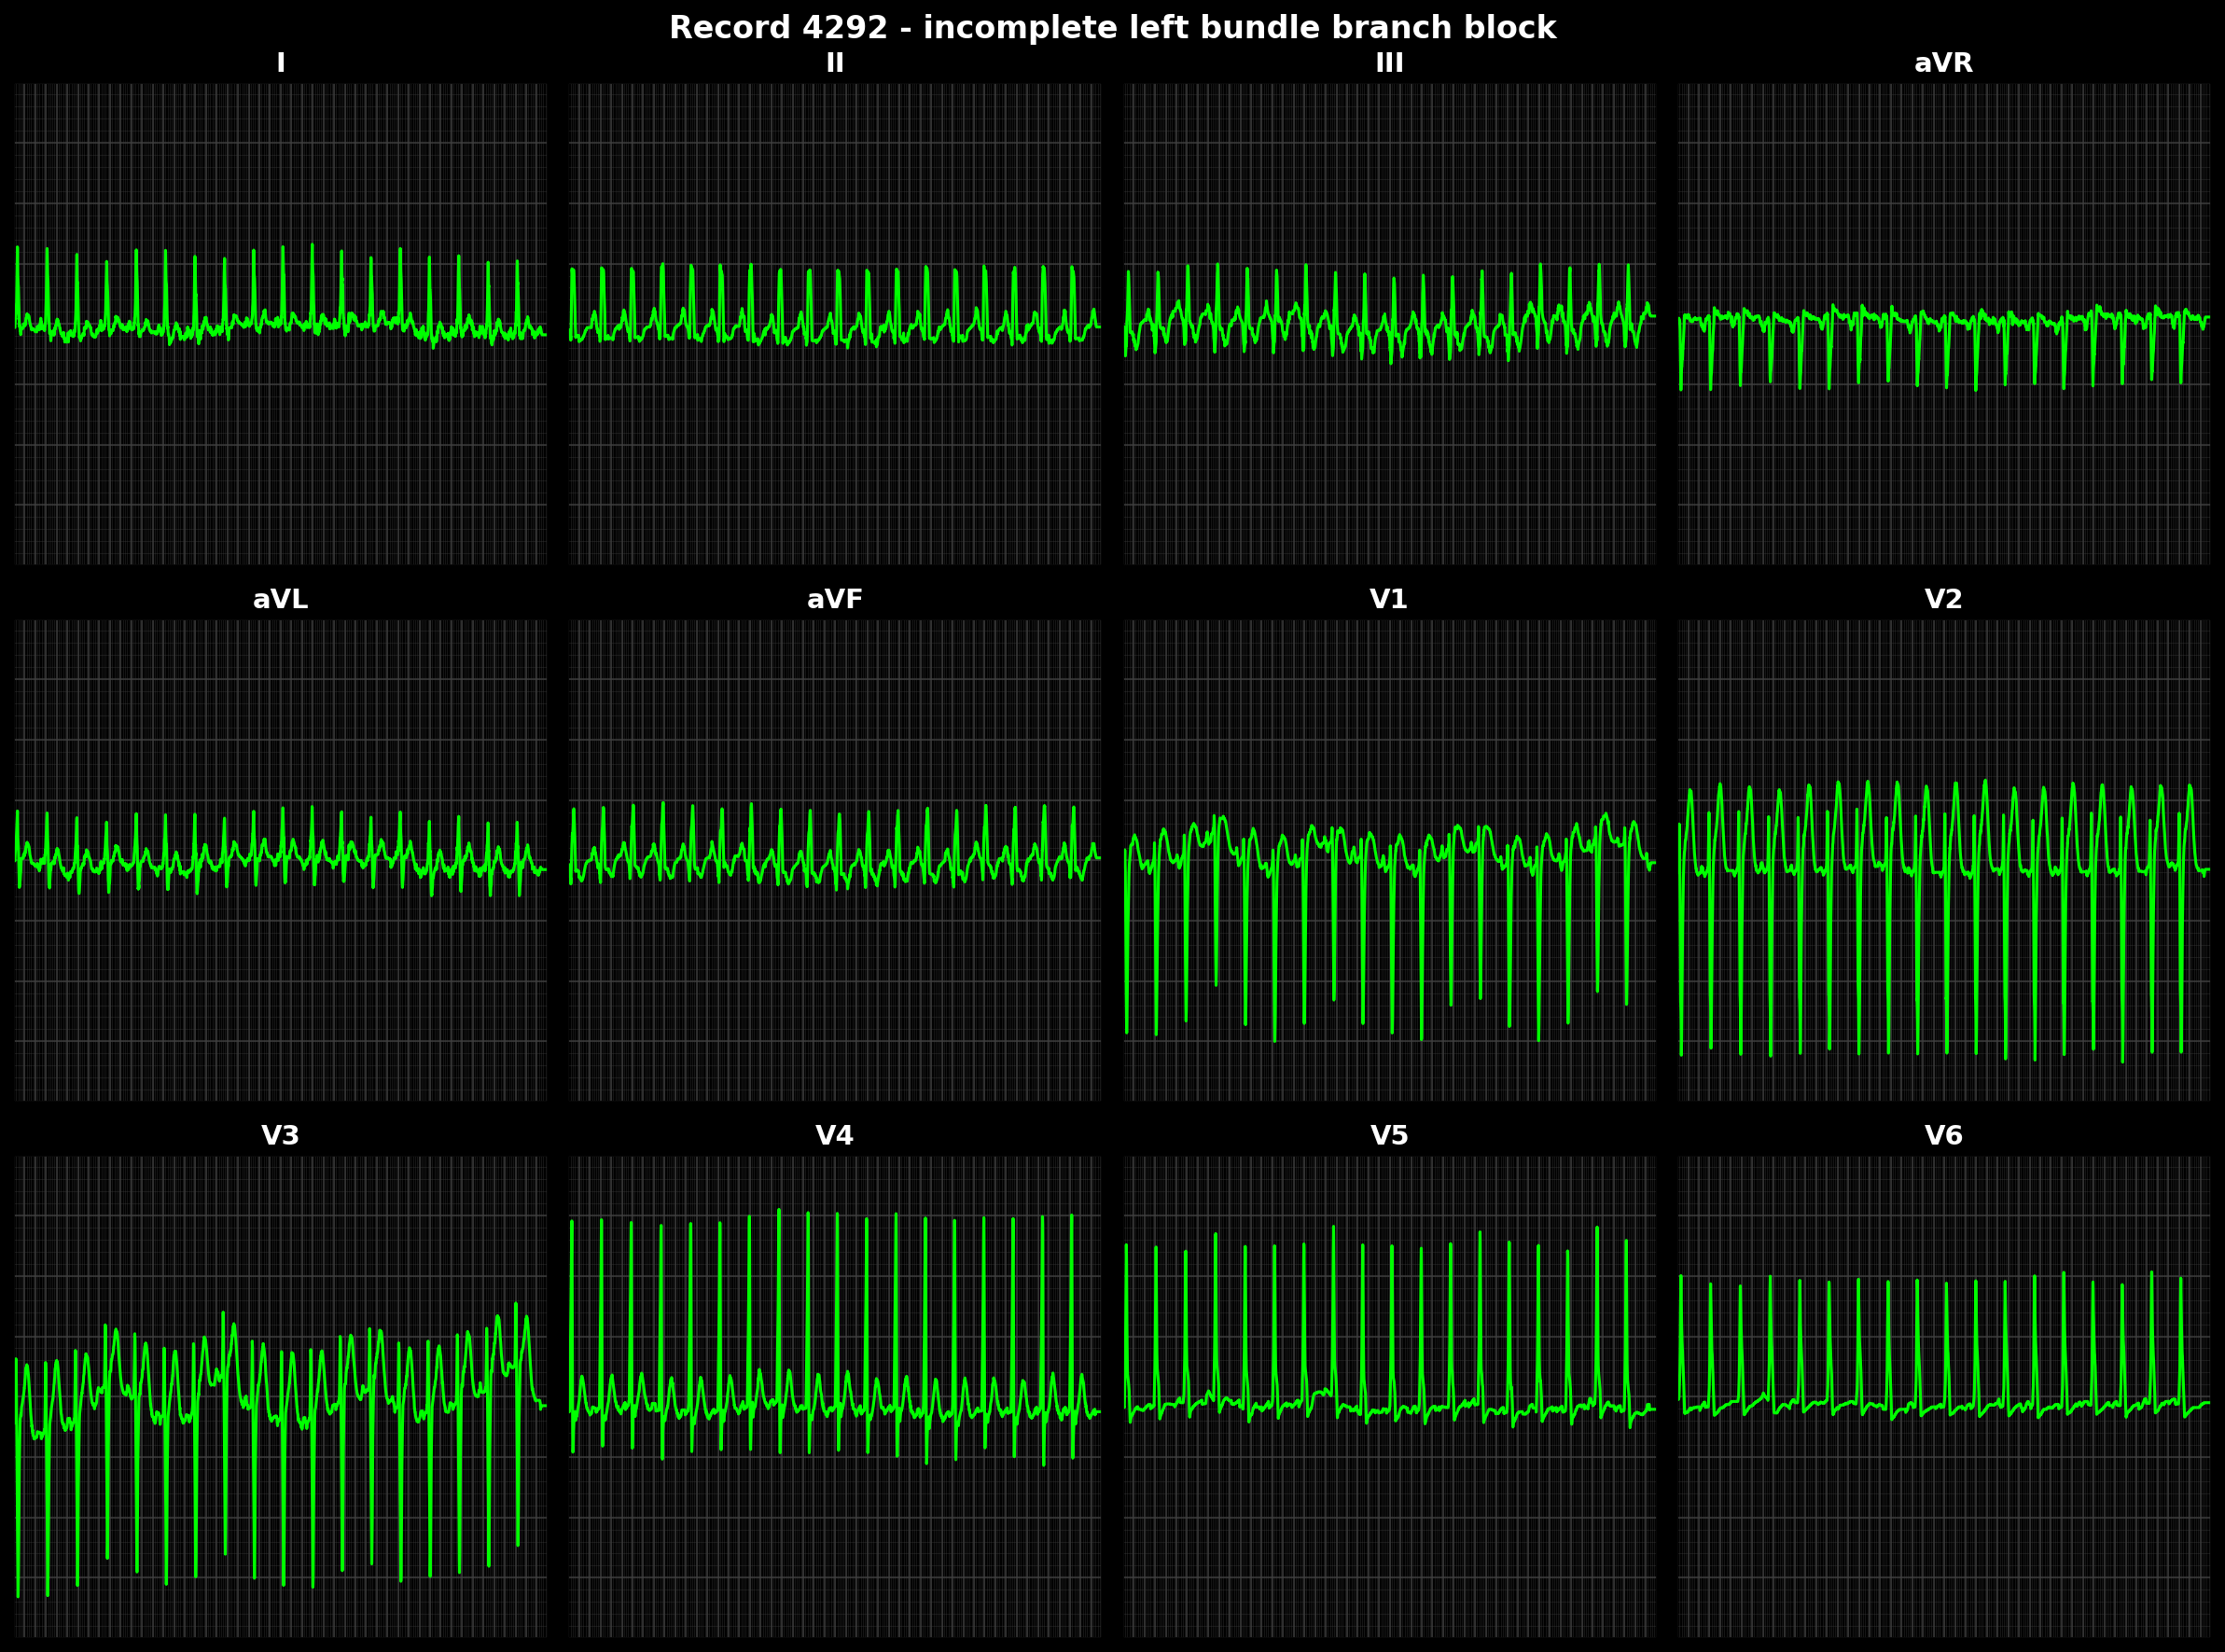 Record 4292 - incomplete left bundle branch block
I II III aVR
aVL aVF V1 V2
V3 V4 V5 V6